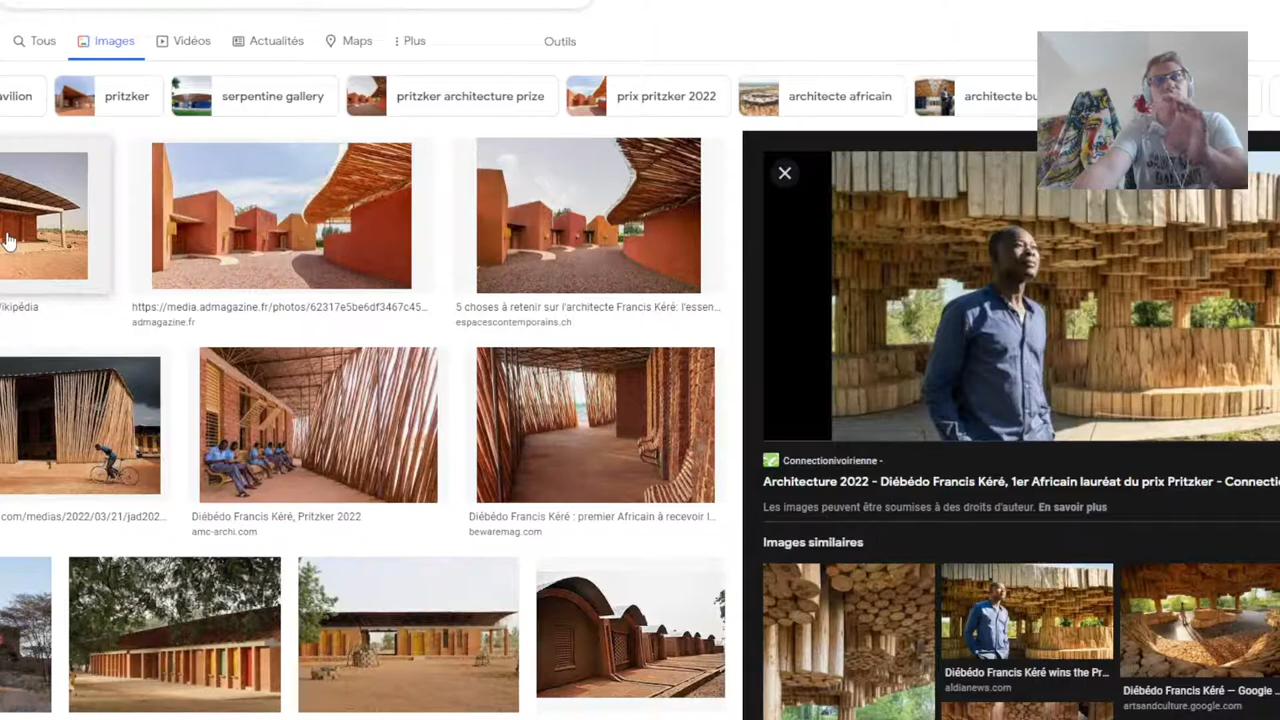 Tous Images Vidéos Actualités Maps Plus Outils
avilion pritzker serpentine gallery pritzker architecture prize prix pritzker 2022 architecte africain architecte bu
ikipédia
https://media.admagazine.fr/photos/62317e5be6df3467c45...
admagazine.fr
5 choses à retenir sur l'architecte Francis Kéré: l'essen...
espacescontemporains.ch
com/medias/2022/03/21/jad202...
Diébédo Francis Kéré, Pritzker 2022
amc-archi.com
Diébédo Francis Kéré : premier Africain à recevoir l...
bewaremag.com
Connectionivoirienne -
Architecture 2022 - Diébédo Francis Kéré, 1er Africain lauréat du prix Pritzker - Connecti
Les images peuvent être soumises à des droits d'auteur. En savoir plus
Images similaires
Diébédo Francis Kéré wins the Pr...
aldianews.com
Diébédo Francis Kéré — Google ...
artsandculture.google.com